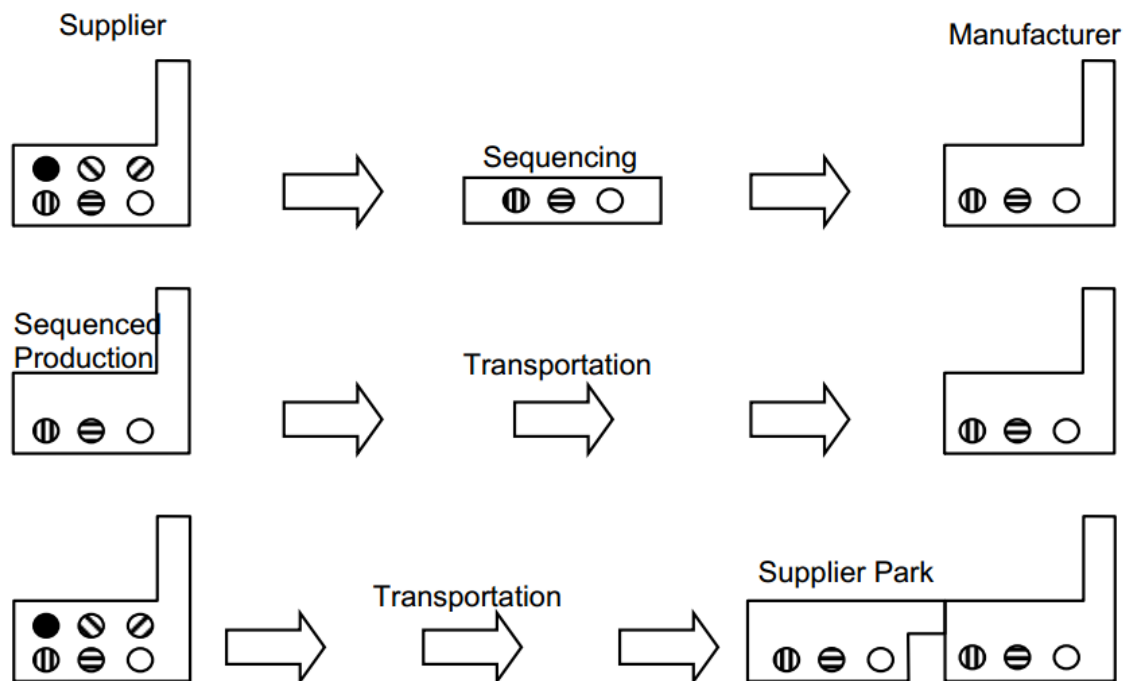 Supplier
Manufacturer
Sequencing
Sequenced
Production
Transportation
Supplier Park
Transportation